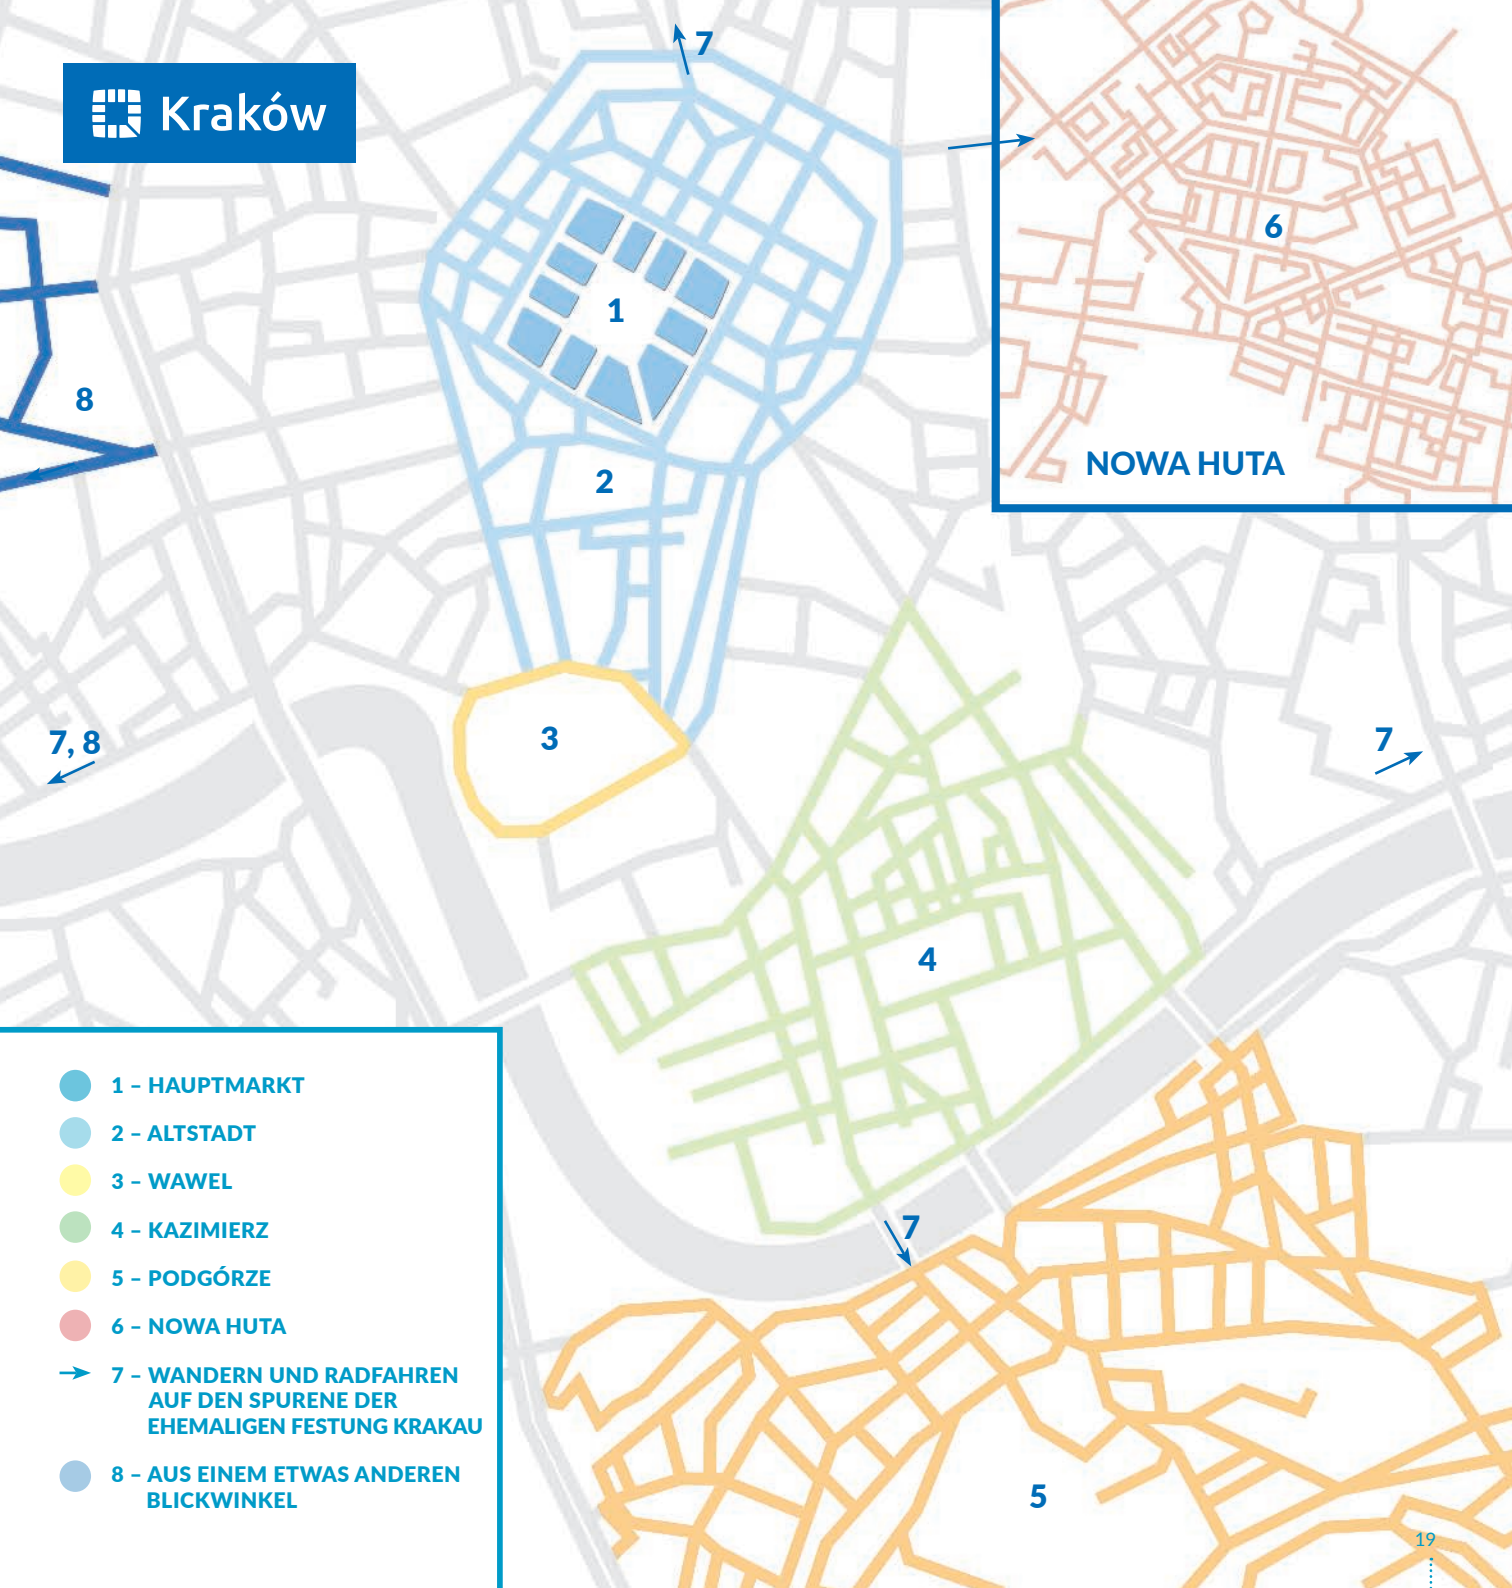 7
Kraków
6
1
8
NOWA HUTA
2
3
7, 8
7
4
7
1 – HAUPTMARKT
2 – ALTSTADT
3 – WAWEL
4 – KAZIMIERZ
5 – PODGÓRZE
6 – NOWA HUTA
7 – WANDERN UND RADFAHREN
AUF DEN SPURENE DER
EHEMALIGEN FESTUNG KRAKAU
8 – AUS EINEM ETWAS ANDEREN
BLICKWINKEL
5
19